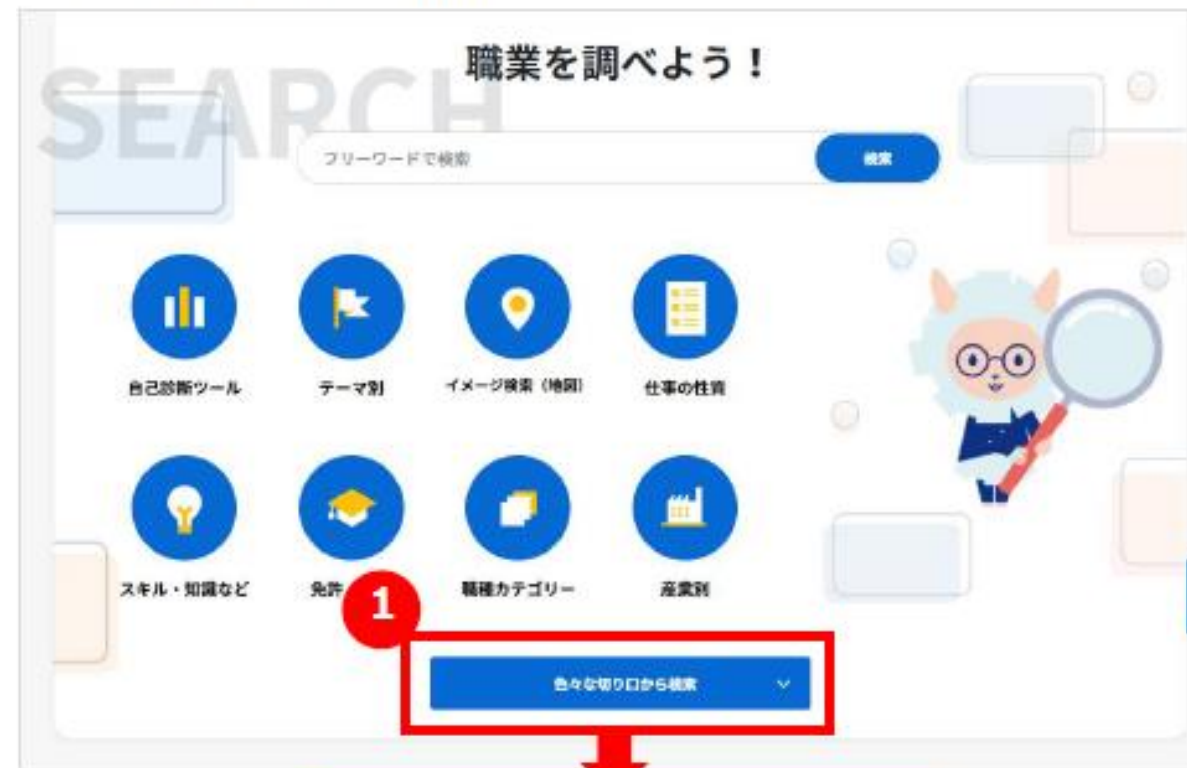 職業を調べよう！
SEARCH
フリーワードで検索
検索
自己診断ツール
テーマ別
イメージ検索（地図）
仕事の性質
スキル・知識など
免許
職種カテゴリー
産業別
1
色々な切り口から検索